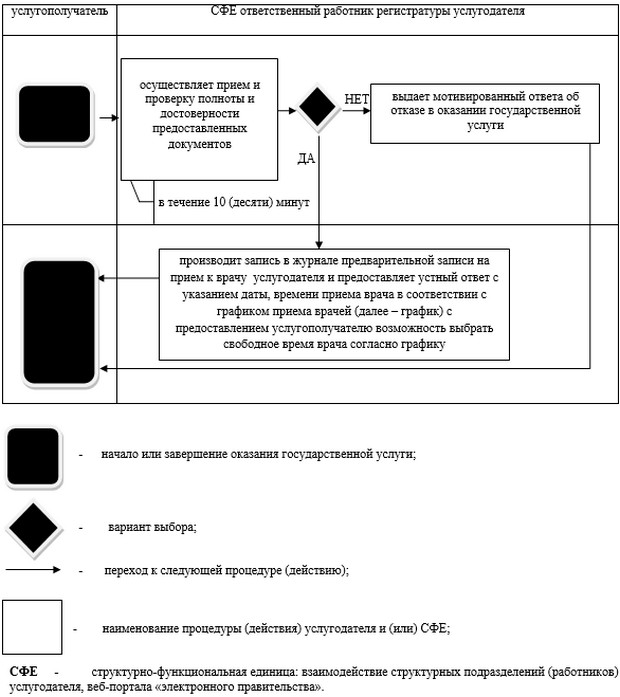 услугополучатель
СФЕ ответственный работник регистратуры услугодателя
осуществляет прием и
проверку полноты и
достоверности
предоставленных
документов
НЕТ
выдает мотивированный ответа об
отказе в оказании государственной
услуги
ДА
в течение 10 (десяти) минут
производит запись в журнале предварительной записи на
прием к врачу услугодателя и предоставляет устный ответ с
указанием даты, времени приема врача в соответствии с
графиком приема врачей (далее – график) с
предоставлением услугополучателю возможность выбрать
свободное время врача согласно графику
- начало или завершение оказания государственной услуги;
- вариант выбора;
- переход к следующей процедуре (действию);
- наименование процедуры (действия) услугодателя и (или) СФЕ;
СФЕ - структурно-функциональная единица: взаимодействие структурных подразделений (работников)
услугодателя, веб-портала «электронного правительства».